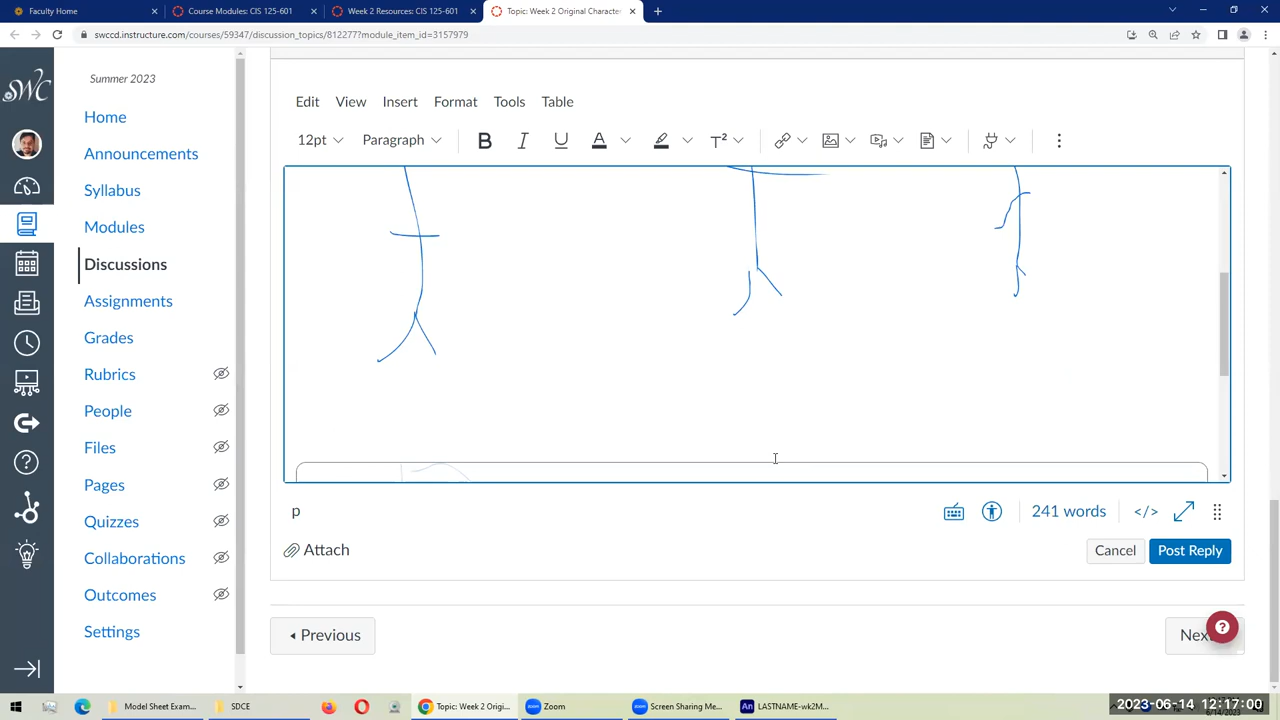 Faculty Home
Course Modules: CIS 125-601
Week 2 Resources: CIS 125-601
Topic: Week 2 Original Characte
swccd.instructure.com/courses/59347/discussion_topics/812277?module_item_id=3157979
SWC
Summer 2023
Home
Announcements
Syllabus
Modules
Discussions
Assignments
Grades
Rubrics
People
Files
Pages
Quizzes
Collaborations
Outcomes
Settings
Edit View Insert Format Tools Table
12pt Paragraph B I U A T²
p
241 words </>
Attach
Cancel Post Reply
Previous
Nex
Model Sheet Exam...
SDCE
Topic: Week 2 Origi...
Zoom
Screen Sharing Me...
An LASTNAME-wk2M...
2023-06-14 12:17:00